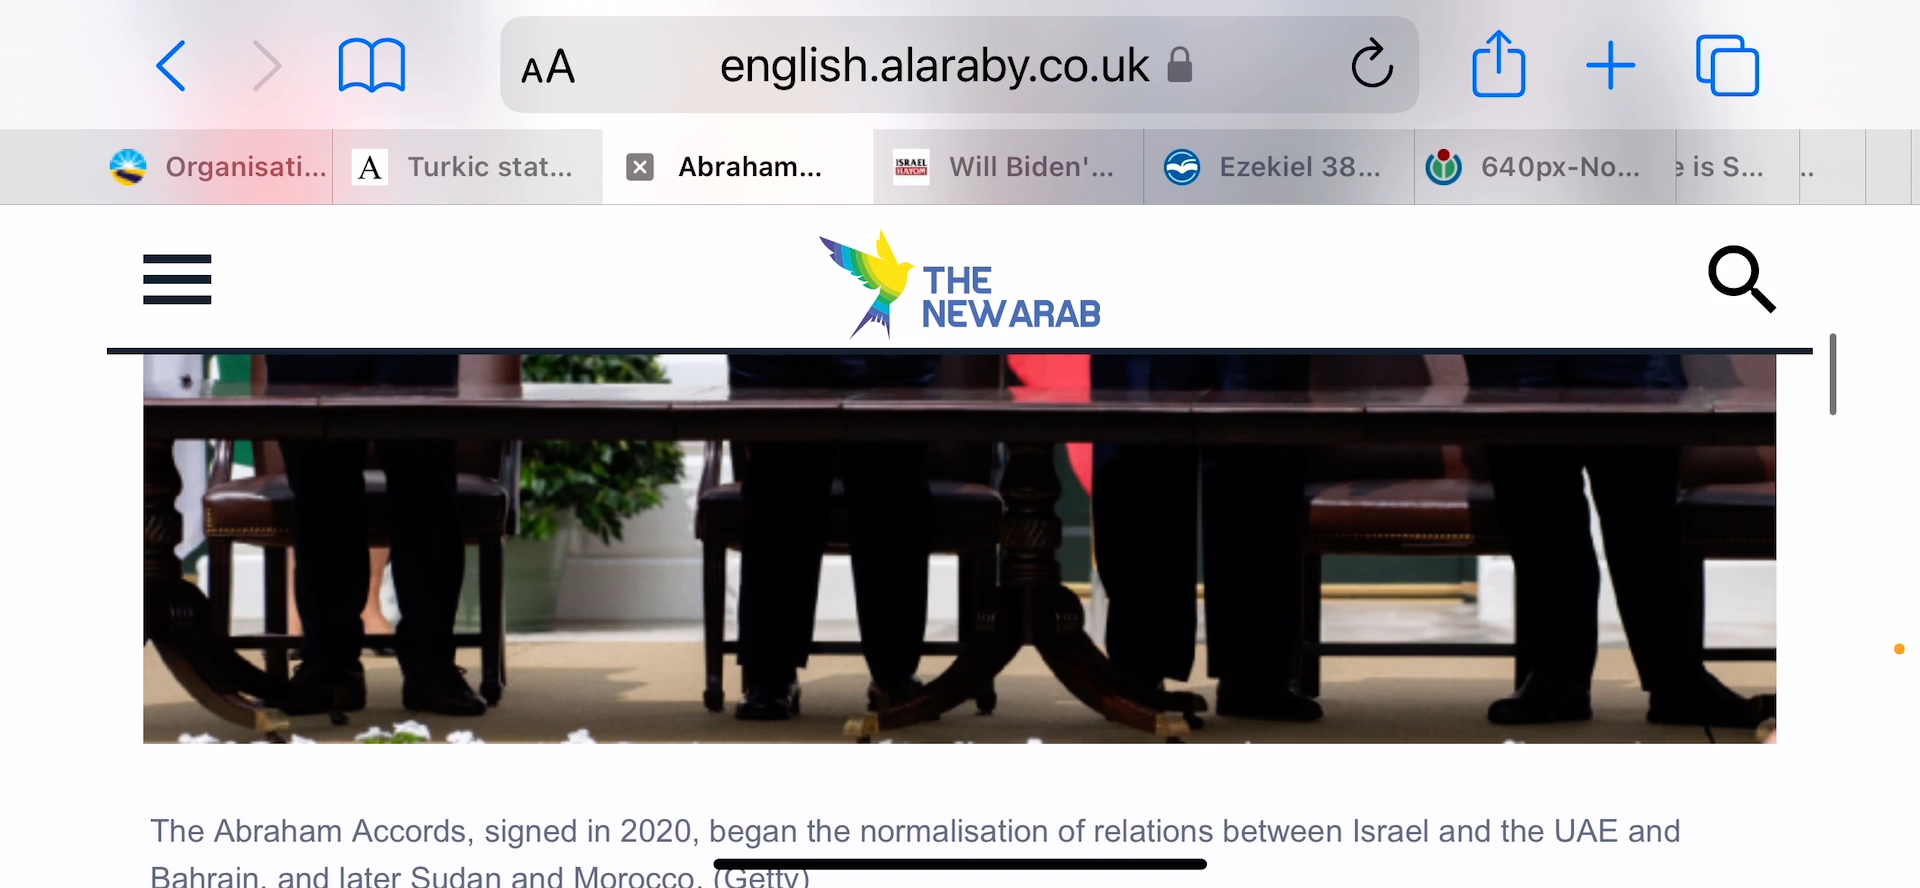 AA english.alaraby.co.uk
Organisati... A Turkic stat... Abraham... ISRAEL HAYOM Will Biden'... Ezekiel 38... 640px-No... e is S... ..
THE
NEW ARAB
The Abraham Accords, signed in 2020, began the normalisation of relations between Israel and the UAE and
Bahrain, and later Sudan and Morocco. (Getty)